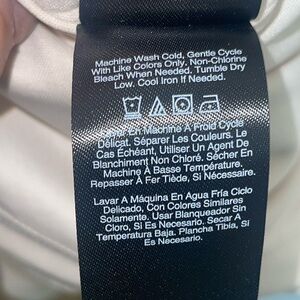 Machine Wash Cold, Gentle Cycle
With Like Colors Only. Non-Chlorine
Bleach When Needed. Tumble Dry
Low. Cool Iron If Needed.
Laver En Machine À Froid Cycle
Délicat. Séparer Les Couleurs. Le
Cas Échéant, Utiliser Un Agent De
Blanchiment Non Chloré. Sécher En
Machine À Basse Température.
Repasser À Fer Tiède, Si Nécessaire.
Lavar A Máquina En Agua Fría Ciclo
Delicado, Con Colores Similares
Solamente. Usar Blanqueador Sin
Cloro, Si Es Necesario. Secar A
Temperatura Baja. Plancha Tibia, Si
Es Necesario.